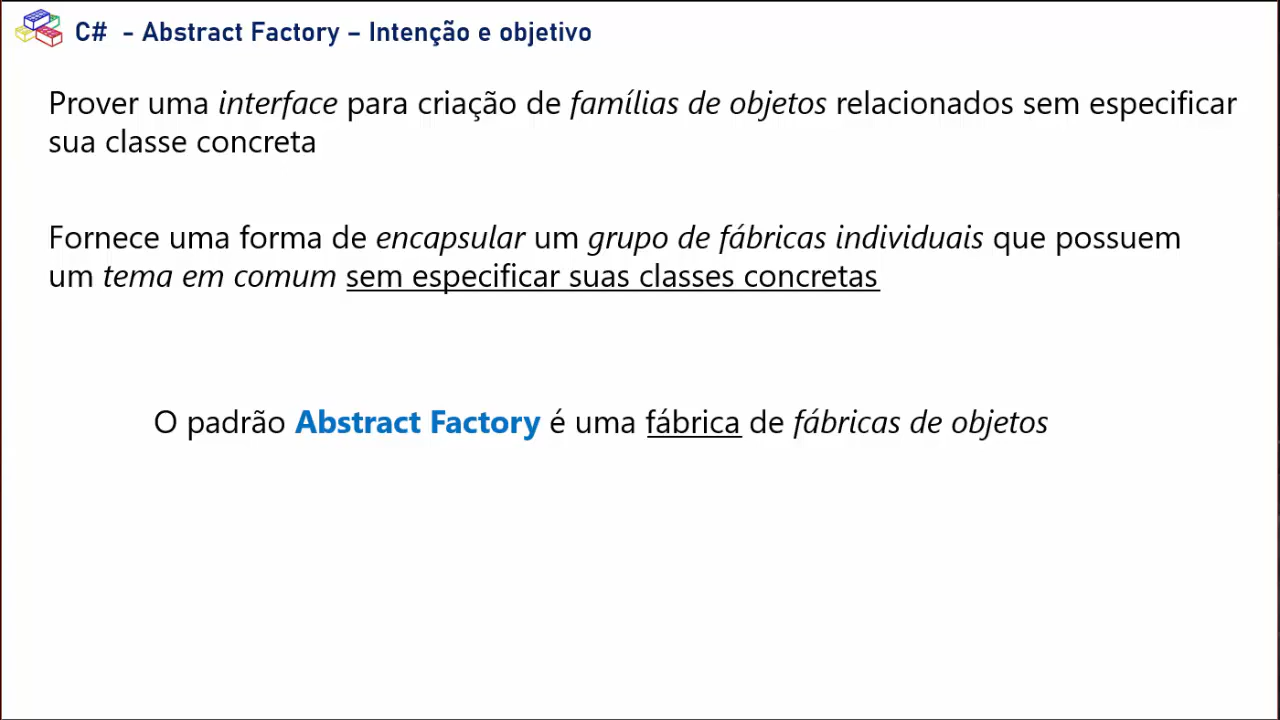 C# - Abstract Factory – Intenção e objetivo
Prover uma interface para criação de famílias de objetos relacionados sem especificar
sua classe concreta
Fornece uma forma de encapsular um grupo de fábricas individuais que possuem
um tema em comum sem especificar suas classes concretas
O padrão Abstract Factory é uma fábrica de fábricas de objetos